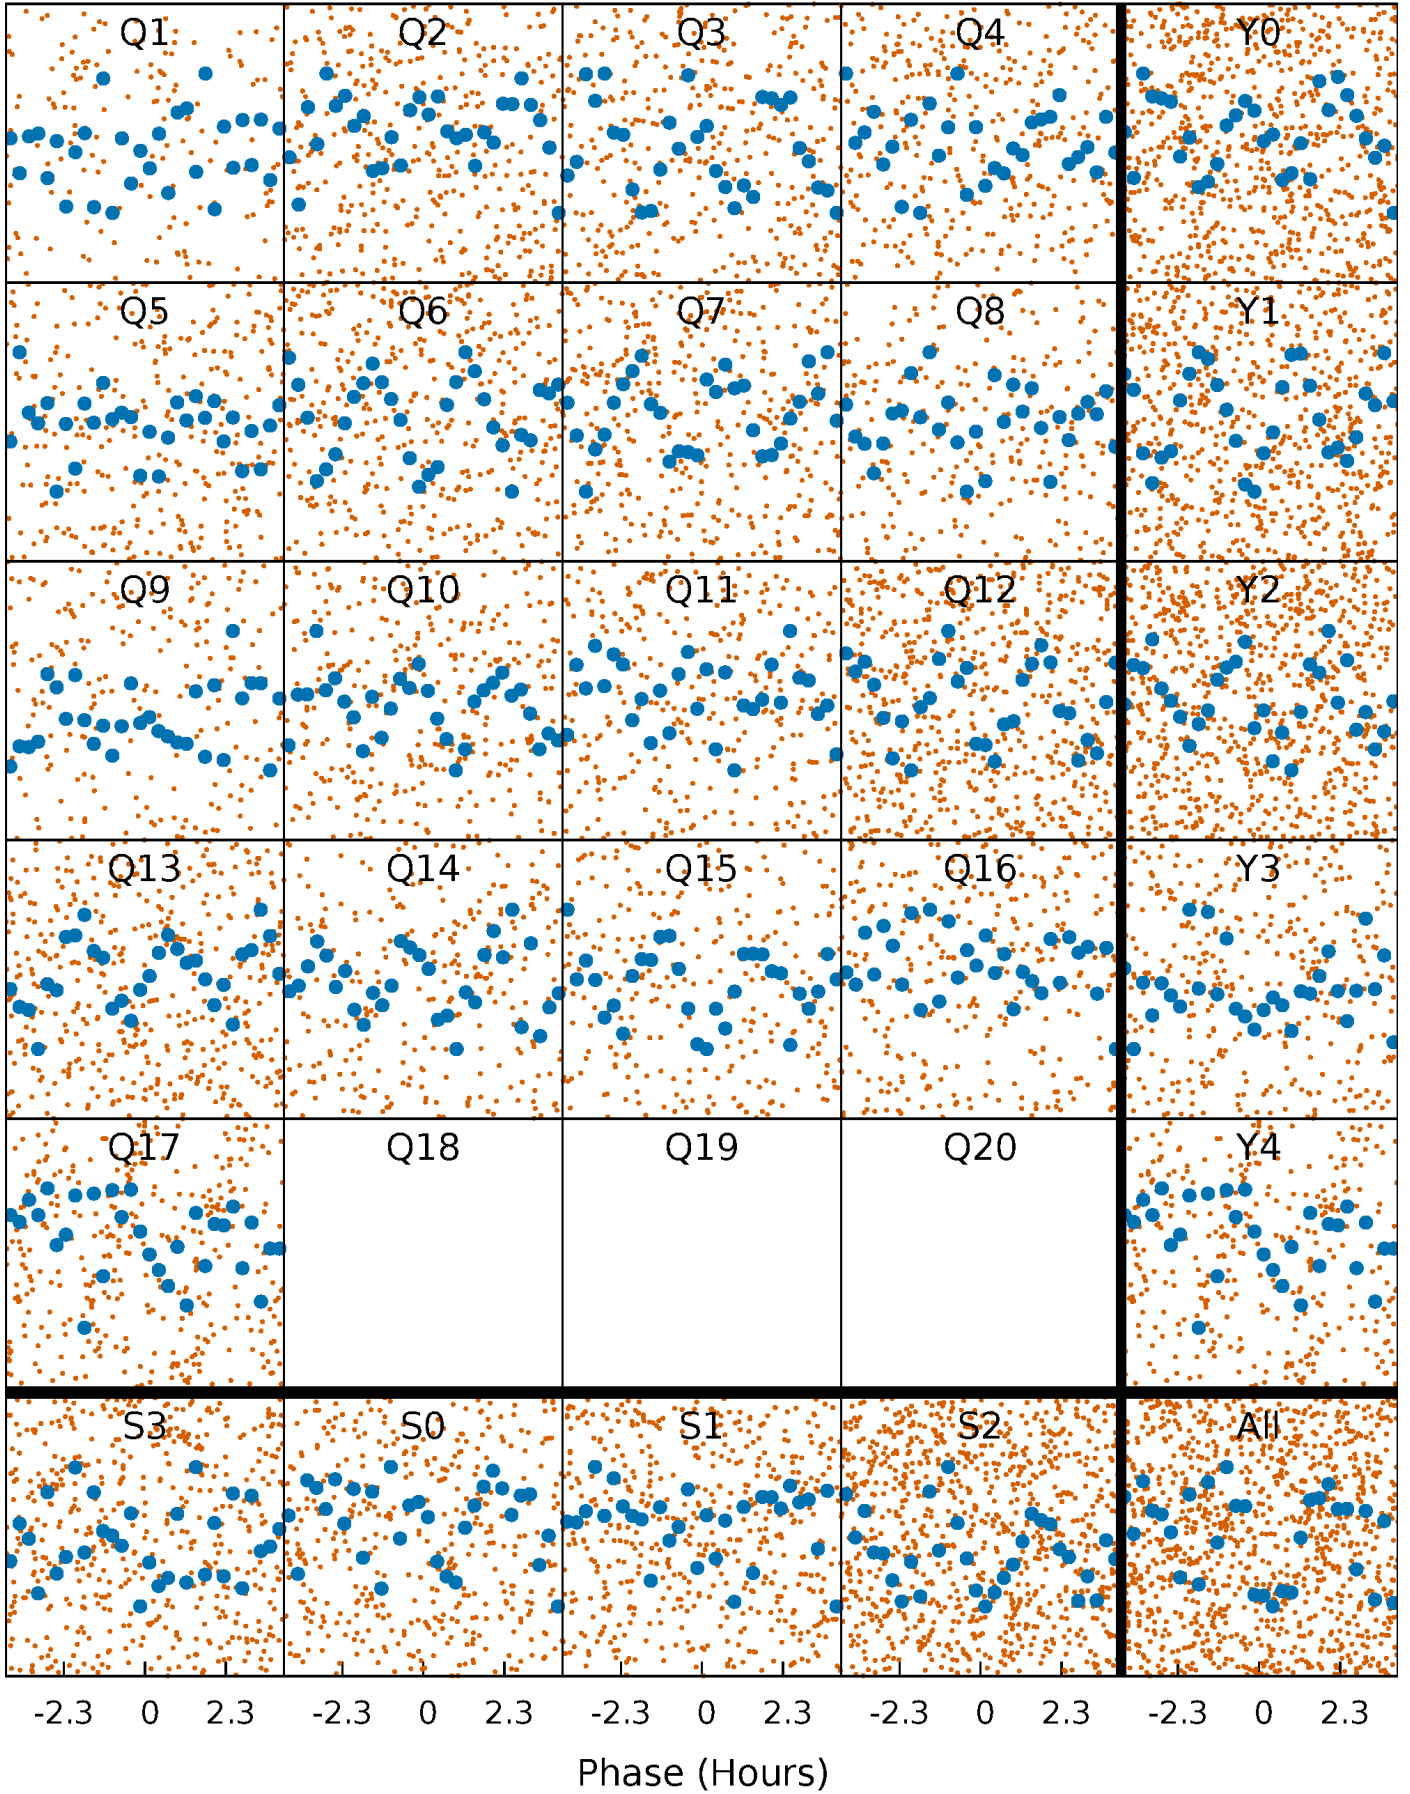 Q1 Q2 Q3 Q4 Y0
Q5 Q6 Q7 Q8 Y1
Q9 Q10 Q11 Q12 Y2
Q13 Q14 Q15 Q16 Y3
Q17 Q18 Q19 Q20 Y4
S3 S0 S1 S2 All
-2.3 0 2.3 -2.3 0 2.3 -2.3 0 2.3 -2.3 0 2.3 -2.3 0 2.3
Phase (Hours)